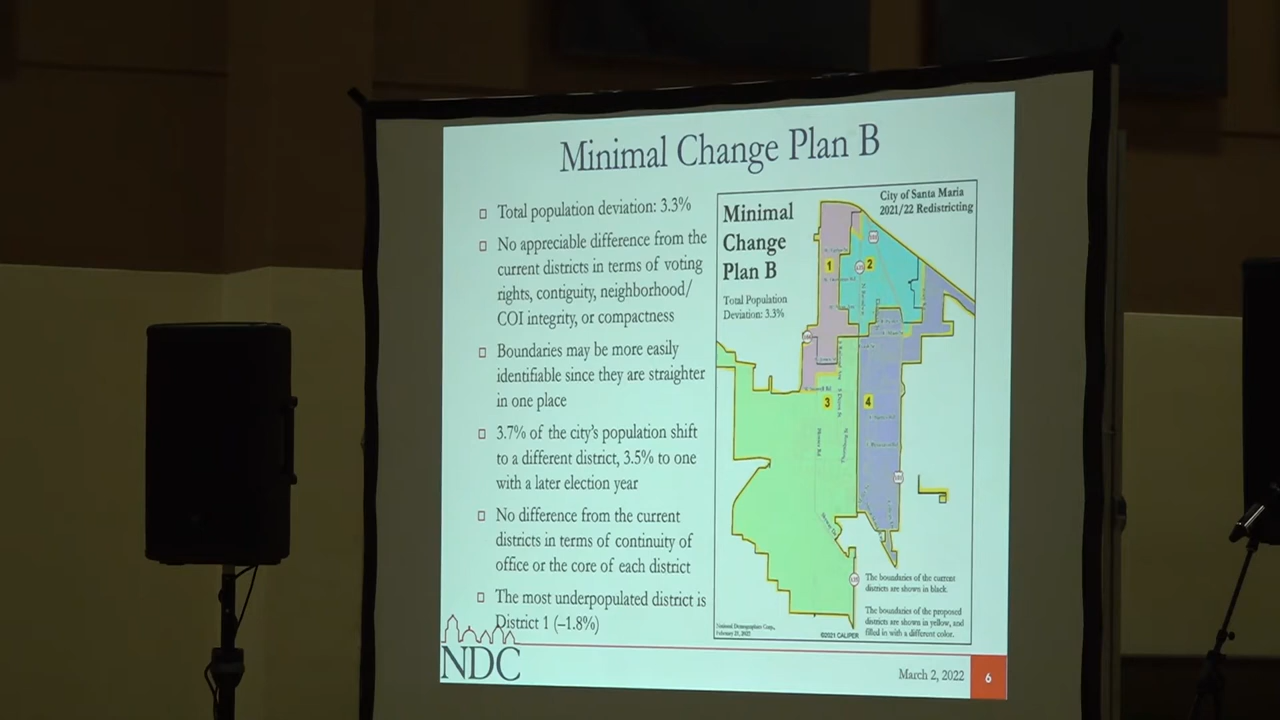 Minimal Change Plan B
Total population deviation: 3.3%
No appreciable difference from the
current districts in terms of voting
rights, contiguity, neighborhood/
COI integrity, or compactness
Boundaries may be more easily
identifiable since they are straighter
in one place
3.7% of the city's population shift
to a different district, 3.5% to one
with a later election year
No difference from the current
districts in terms of continuity of
office or the core of each district
The most underpopulated district is
District 1 (–1.8%)
NDC
City of Santa Maria
2021/22 Redistricting
Minimal
Change
Plan B
Total Population
Deviation: 3.3%
1
2
3
4
The boundaries of the current
districts are shown in black.
The boundaries of the proposed
districts are shown in yellow, and
filled in with a different color.
National Demographics Corp.,
February 21, 2022
©2021 CALIPER
March 2, 2022
6